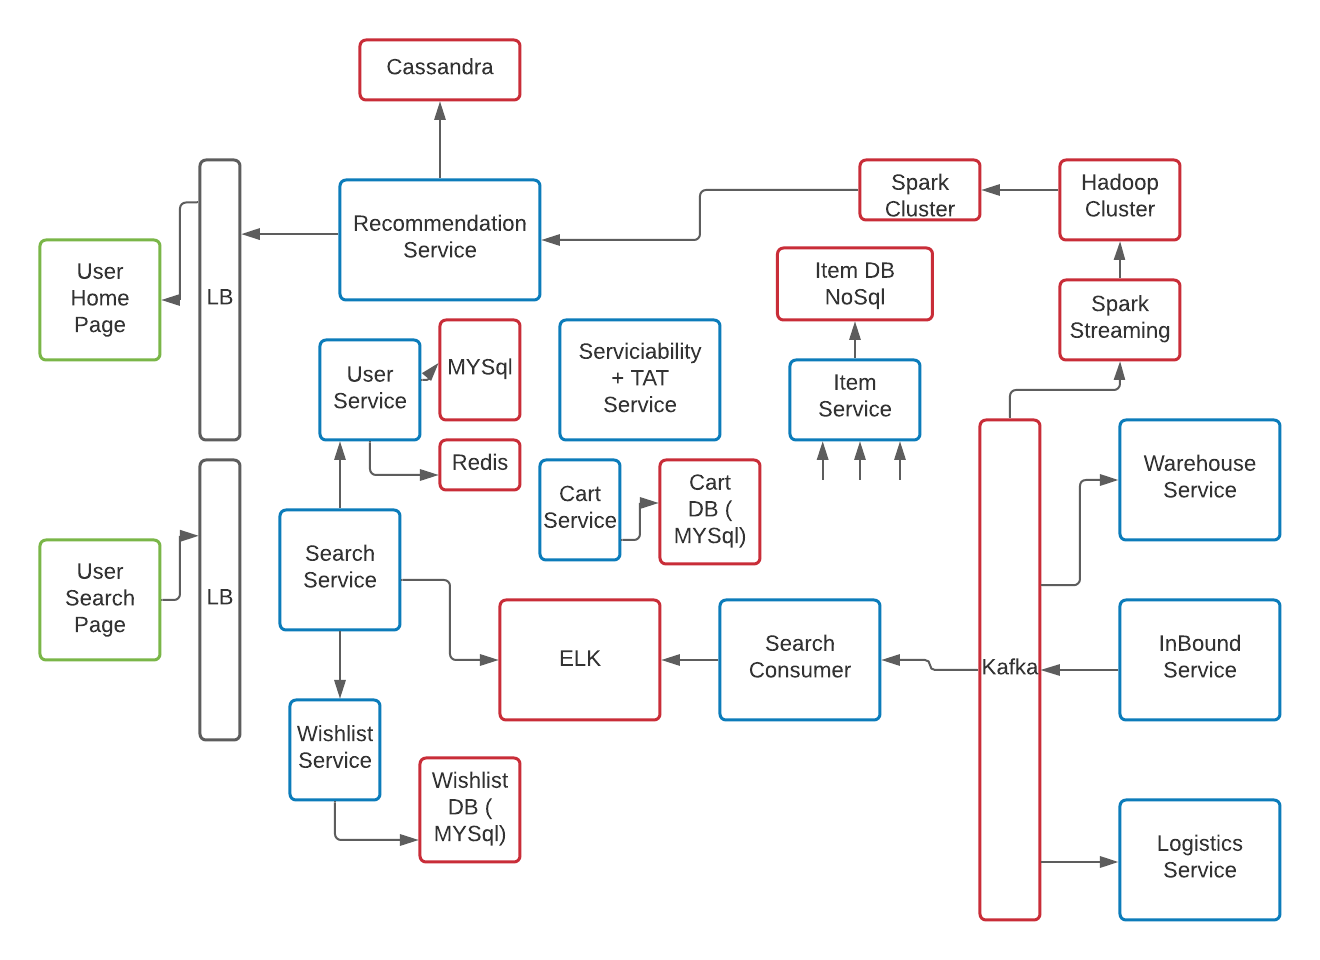 Cassandra
Spark
Cluster
Hadoop
Cluster
Recommendation
Service
User
Home
Page
LB
Item DB
NoSql
Spark
Streaming
User
Service
MYSql
Serviciability
+ TAT
Service
Item
Service
Redis
Cart
Service
Cart
DB (
MYSql)
Warehouse
Service
User
Search
Page
LB
Search
Service
ELK
Search
Consumer
Kafka
InBound
Service
Wishlist
Service
Wishlist
DB (
MYSql)
Logistics
Service